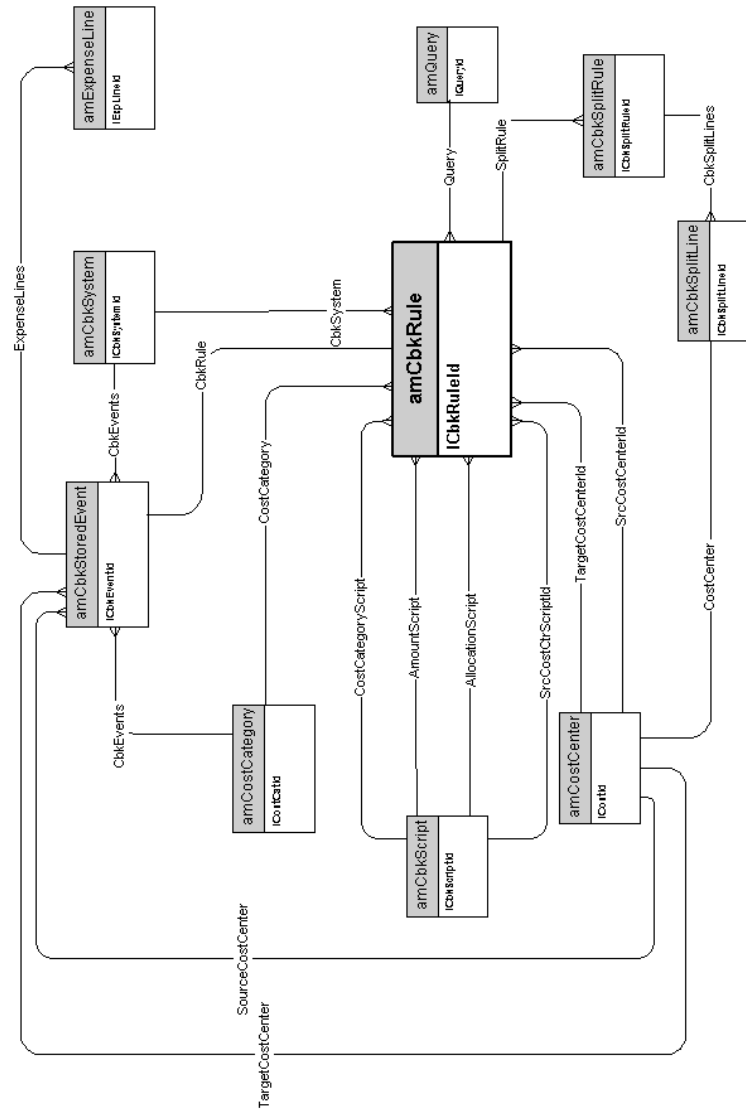 TargetCostCenter
SourceCostCenter
ExpenseLines
CbkEvents
CbkEvents
amCbkStoredEvent
lCbkEventId
amCbkSystem
lCbkSystemId
amExpenseLine
lExpLineId
CbkRule
amCostCategory
lCostCatId
CostCategory
CbkSystem
CostCategoryScript
amCbkScript
lCbkScriptId
AmountScript
amCbkRule
lCbkRuleId
amQuery
lQueryId
Query
AllocationScript
SplitRule
SrcCostCtrScriptId
amCostCenter
lCostId
TargetCostCenterId
SrcCostCenterId
amCbkSplitRule
lCbkSplitRuleId
CostCenter
amCbkSplitLine
lCbkSplitLineId
CbkSplitLines